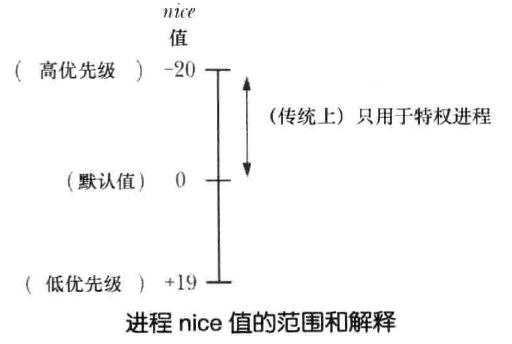 nice
值
( 高优先级 ) -20
(传统上) 只用于特权进程
(默认值) 0
( 低优先级 ) +19
进程 nice 值的范围和解释